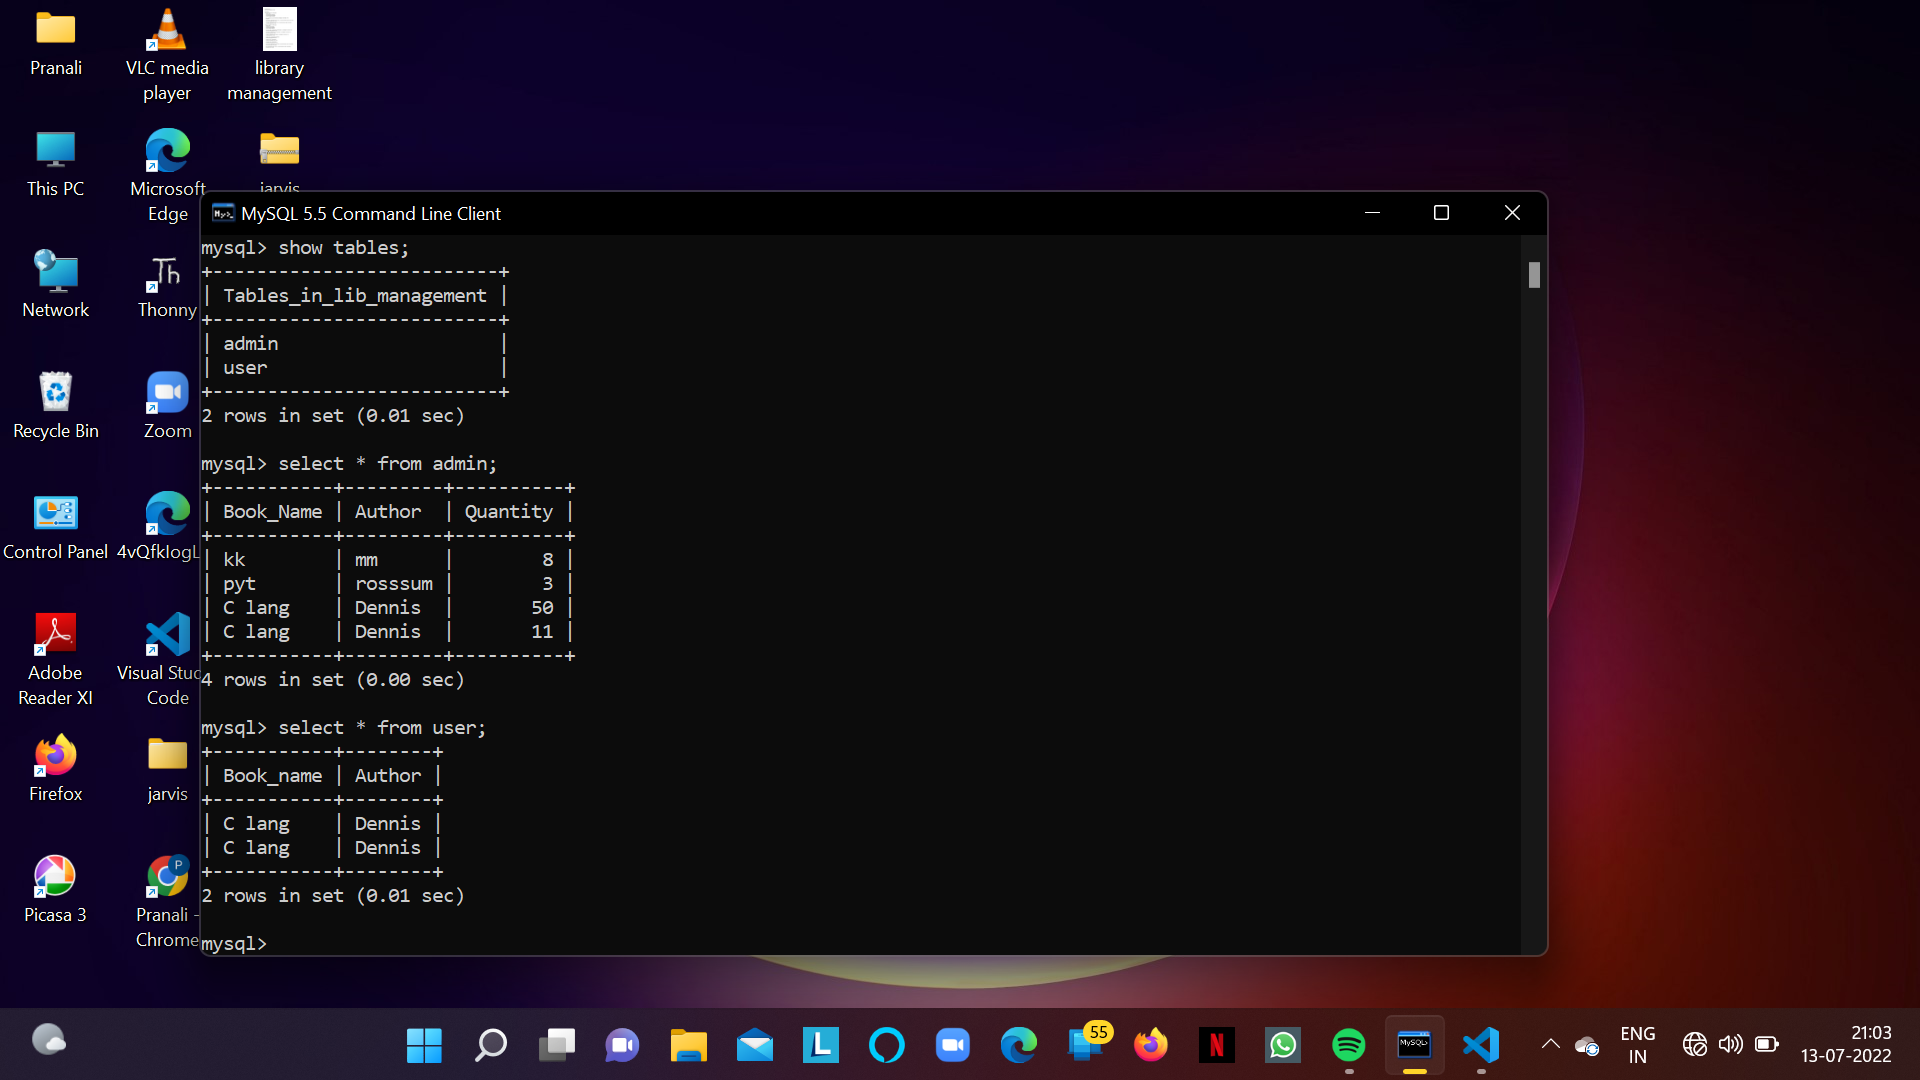 Pranali
VLC media
player
library
management
This PC
Microsoft
Edge
jarvis
Network
Thonny
Recycle Bin
Zoom
Control Panel
4vQfkIogL
Adobe
Reader XI
Visual Stu
Code
Firefox
jarvis
Picasa 3
Pranali -
Chrome
MySQL 5.5 Command Line Client
mysql> show tables;
+--------------------------+
| Tables_in_lib_management |
+--------------------------+
| admin                    |
| user                     |
+--------------------------+
2 rows in set (0.01 sec)
mysql> select * from admin;
+-----------+---------+----------+
| Book_Name | Author  | Quantity |
+-----------+---------+----------+
| kk        | mm      |        8 |
| pyt       | rosssum |        3 |
| C lang    | Dennis  |       50 |
| C lang    | Dennis  |       11 |
+-----------+---------+----------+
4 rows in set (0.00 sec)
mysql> select * from user;
+-----------+--------+
| Book_name | Author |
+-----------+--------+
| C lang    | Dennis |
| C lang    | Dennis |
+-----------+--------+
2 rows in set (0.01 sec)
mysql>
55
ENG
IN
21:03
13-07-2022